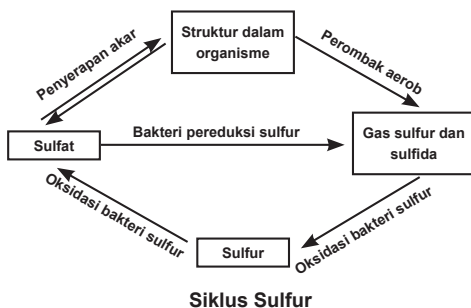 Struktur dalam
organisme
Penyerapan akar
Perombak aerob
Sulfat
Bakteri pereduksi sulfur
Gas sulfur dan
sulfida
Oksidasi bakteri sulfur
Sulfur
Oksidasi bakteri sulfur
Siklus Sulfur